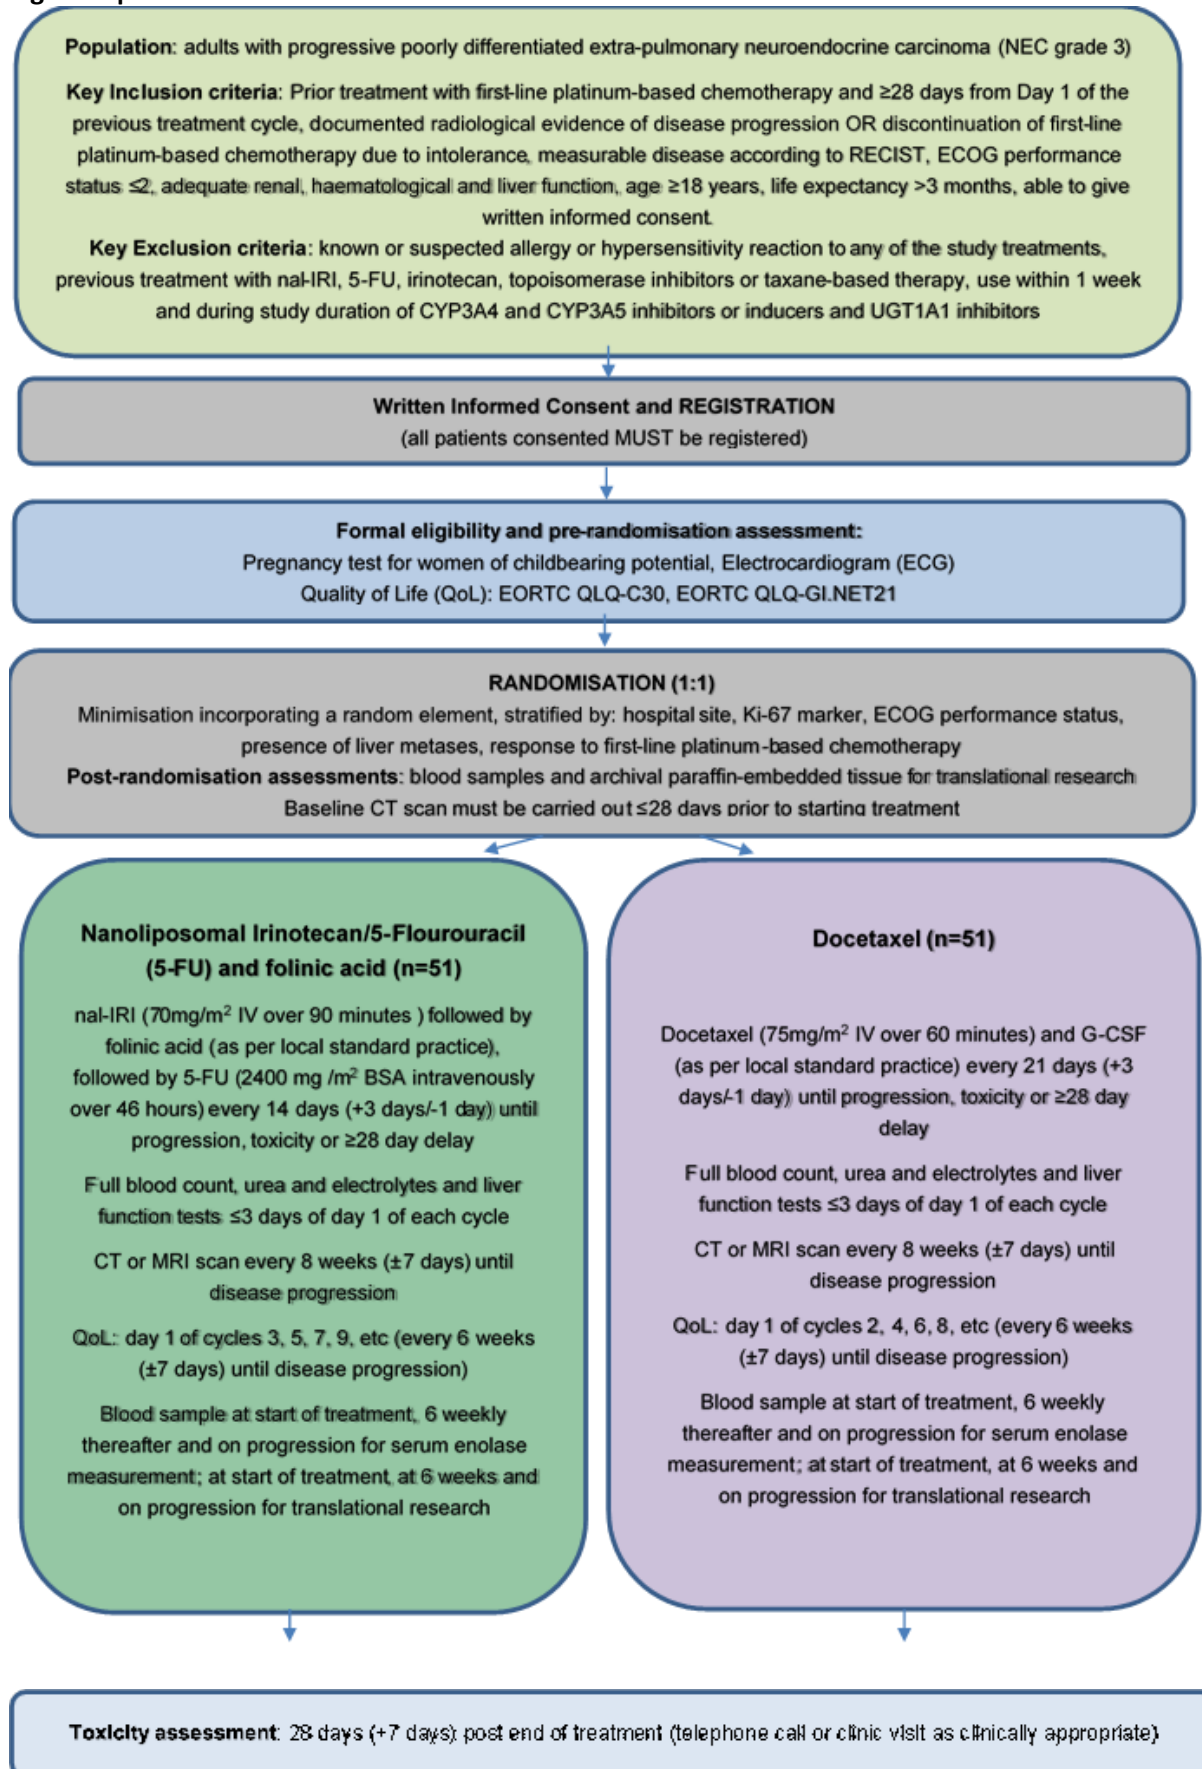 Population: adults with progressive poorly differentiated extra-pulmonary neuroendocrine carcinoma (NEC grade 3)
Key Inclusion criteria: Prior treatment with first-line platinum-based chemotherapy and ≥28 days from Day 1 of the
previous treatment cycle, documented radiological evidence of disease progression OR discontinuation of first-line
platinum-based chemotherapy due to intolerance, measurable disease according to RECIST, ECOG performance
status ≤2, adequate renal, haematological and liver function, age ≥18 years, life expectancy >3 months, able to give
written informed consent.
Key Exclusion criteria: known or suspected allergy or hypersensitivity reaction to any of the study treatments,
previous treatment with nal-IRI, 5-FU, irinotecan, topoisomerase inhibitors or taxane-based therapy, use within 1 week
and during study duration of CYP3A4 and CYP3A5 inhibitors or inducers and UGT1A1 inhibitors
Written Informed Consent and REGISTRATION
(all patients consented MUST be registered)
Formal eligibility and pre-randomisation assessment:
Pregnancy test for women of childbearing potential, Electrocardiogram (ECG)
Quality of Life (QoL): EORTC QLQ-C30, EORTC QLQ-GI.NET21
RANDOMISATION (1:1)
Minimisation incorporating a random element, stratified by: hospital site, Ki-67 marker, ECOG performance status,
presence of liver metases, response to first-line platinum-based chemotherapy
Post-randomisation assessments: blood samples and archival paraffin-embedded tissue for translational research
Baseline CT scan must be carried out ≤28 days prior to starting treatment
Nanoliposomal Irinotecan/5-Flourouracil
(5-FU) and folinic acid (n=51)
nal-IRI (70mg/m² IV over 90 minutes ) followed by
folinic acid (as per local standard practice),
followed by 5-FU (2400 mg /m² BSA intravenously
over 46 hours) every 14 days (+3 days/-1 day) until
progression, toxicity or ≥28 day delay
Full blood count, urea and electrolytes and liver
function tests ≤3 days of day 1 of each cycle
CT or MRI scan every 8 weeks (±7 days) until
disease progression
QoL: day 1 of cycles 3, 5, 7, 9, etc (every 6 weeks
(±7 days) until disease progression)
Blood sample at start of treatment, 6 weekly
thereafter and on progression for serum enolase
measurement; at start of treatment, at 6 weeks and
on progression for translational research
Docetaxel (n=51)
Docetaxel (75mg/m² IV over 60 minutes) and G-CSF
(as per local standard practice) every 21 days (+3
days/-1 day) until progression, toxicity or ≥28 day
delay
Full blood count, urea and electrolytes and liver
function tests ≤3 days of day 1 of each cycle
CT or MRI scan every 8 weeks (±7 days) until
disease progression
QoL: day 1 of cycles 2, 4, 6, 8, etc (every 6 weeks
(±7 days) until disease progression)
Blood sample at start of treatment, 6 weekly
thereafter and on progression for serum enolase
measurement; at start of treatment, at 6 weeks and
on progression for translational research
Toxicity assessment: 28 days (+7 days) post end of treatment (telephone call or clinic visit as clinically appropriate)